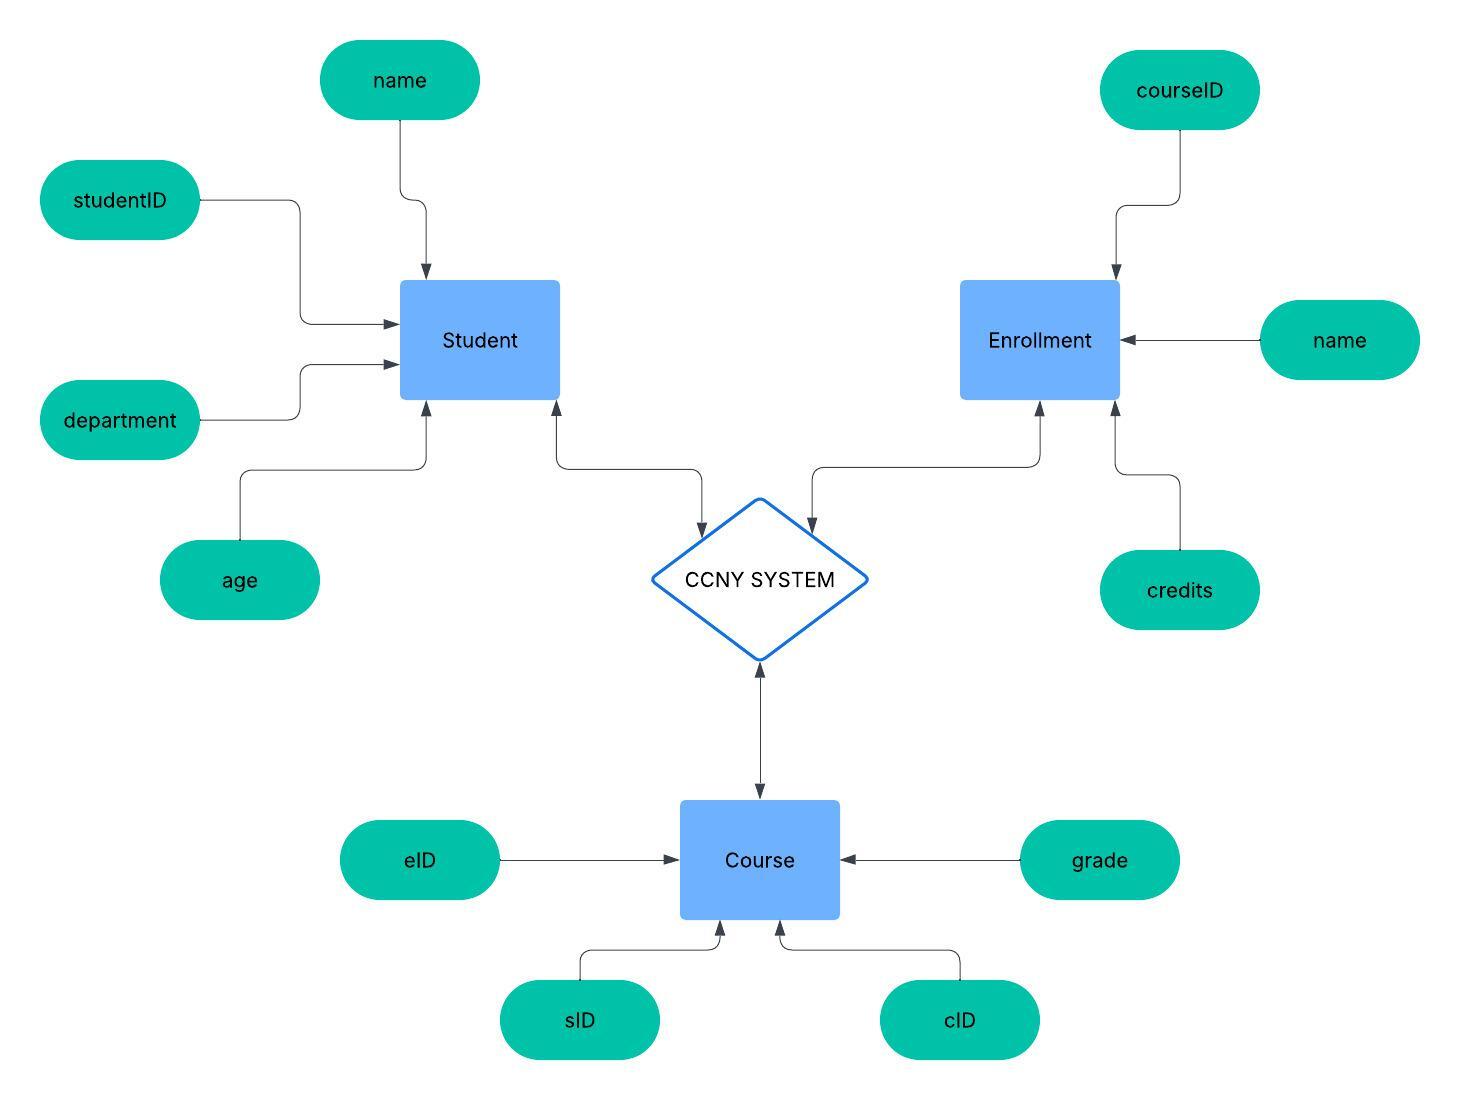 name
courseID
studentID
Student
Enrollment
name
department
age
CCNY SYSTEM
credits
eID
Course
grade
sID
cID